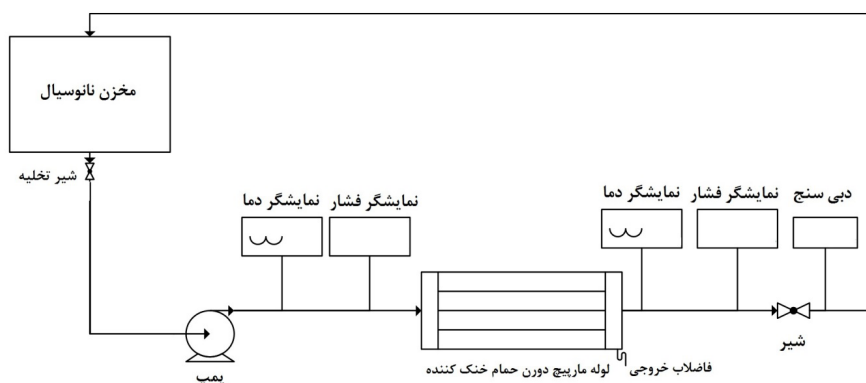 مخزن نانوسیال
شیر تخلیه
نمایشگر دما
نمایشگر فشار
نمایشگر دما
نمایشگر فشار
دبی سنج
شیر
فاضلاب خروجی
لوله مارپیچ دورن حمام خنک کننده
پمپ